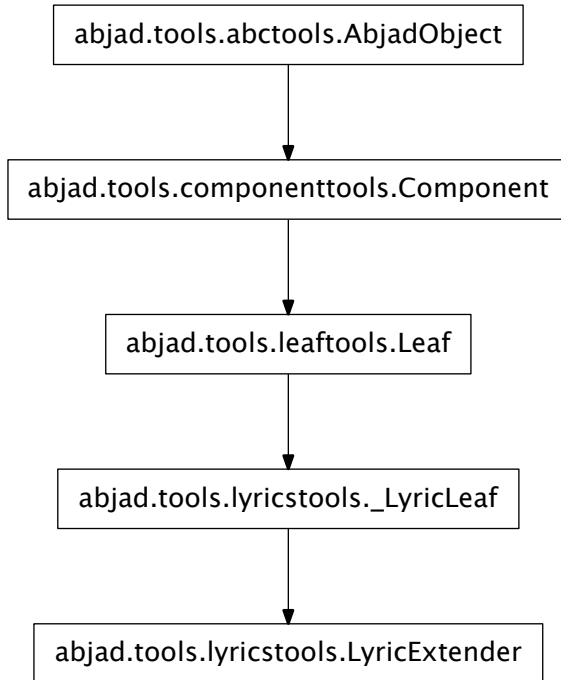 abjad.tools.abctools.AbjadObject
abjad.tools.componenttools.Component
abjad.tools.leaftools.Leaf
abjad.tools.lyricstools._LyricLeaf
abjad.tools.lyricstools.LyricExtender